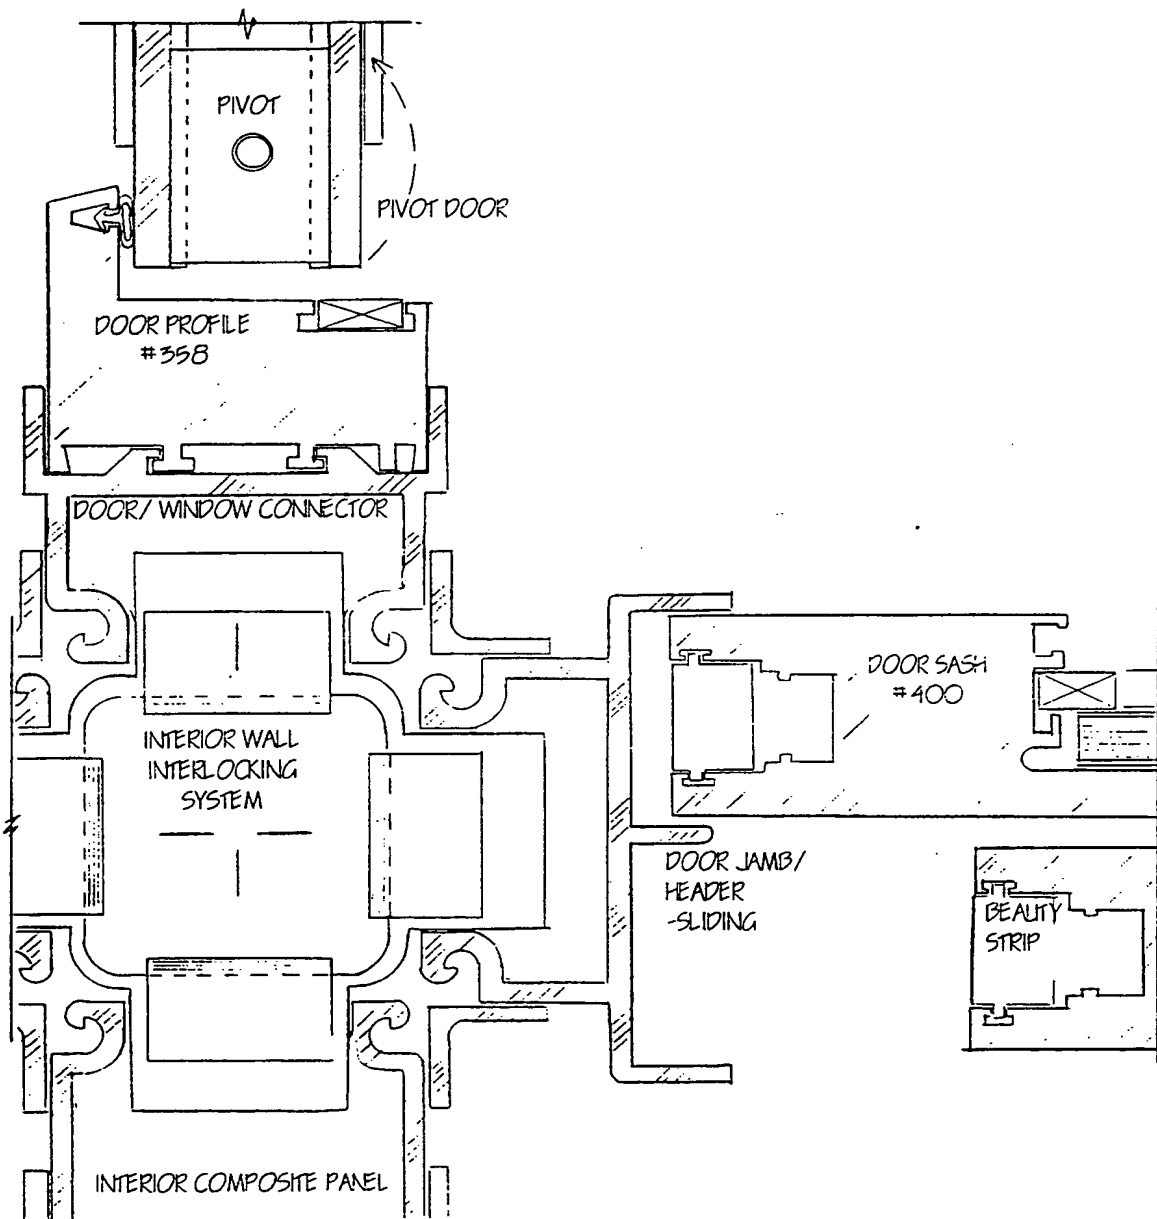 PIVOT
PIVOT DOOR
DOOR PROFILE
#358
DOOR/ WINDOW CONNECTOR
DOOR SASH
#400
INTERIOR WALL
INTERLOCKING
SYSTEM
DOOR JAMB/
HEADER
-SLIDING
BEAUTY
STRIP
INTERIOR COMPOSITE PANEL